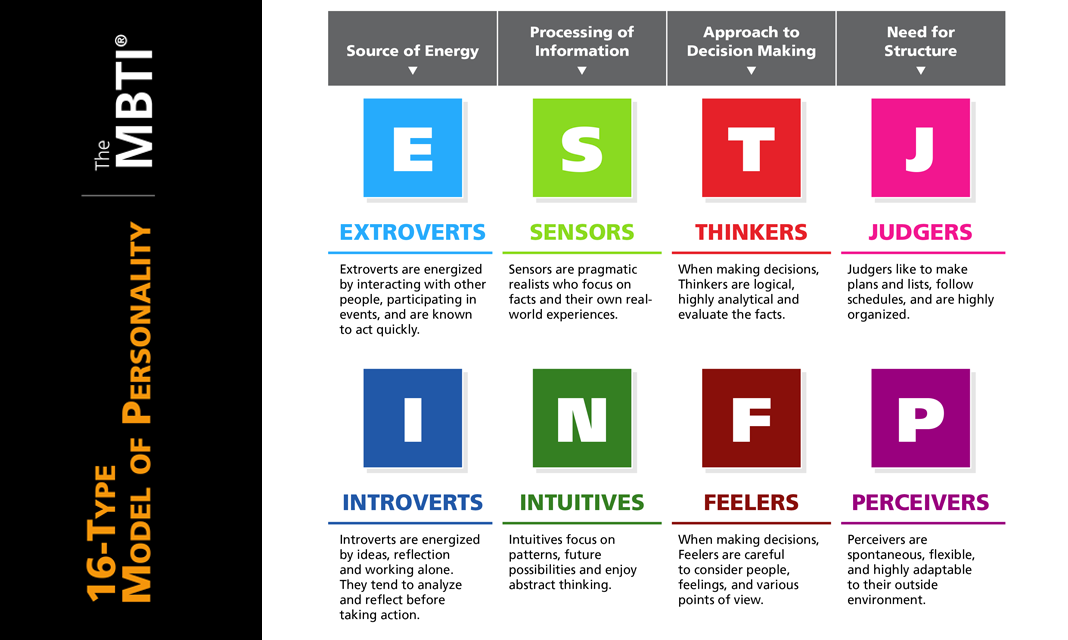 The
MBTI®
16-TYPE
MODEL OF PERSONALITY
Source of Energy
▼
Processing of
Information
▼
Approach to
Decision Making
▼
Need for
Structure
▼
E
EXTROVERTS
Extroverts are energized
by interacting with other
people, participating in
events, and are known
to act quickly.
S
SENSORS
Sensors are pragmatic
realists who focus on
facts and their own real-
world experiences.
T
THINKERS
When making decisions,
Thinkers are logical,
highly analytical and
evaluate the facts.
J
JUDGERS
Judgers like to make
plans and lists, follow
schedules, and are highly
organized.
I
INTROVERTS
Introverts are energized
by ideas, reflection
and working alone.
They tend to analyze
and reflect before
taking action.
N
INTUITIVES
Intuitives focus on
patterns, future
possibilities and enjoy
abstract thinking.
F
FEELERS
When making decisions,
Feelers are careful
to consider people,
feelings, and various
points of view.
P
PERCEIVERS
Perceivers are
spontaneous, flexible,
and highly adaptable
to their outside
environment.